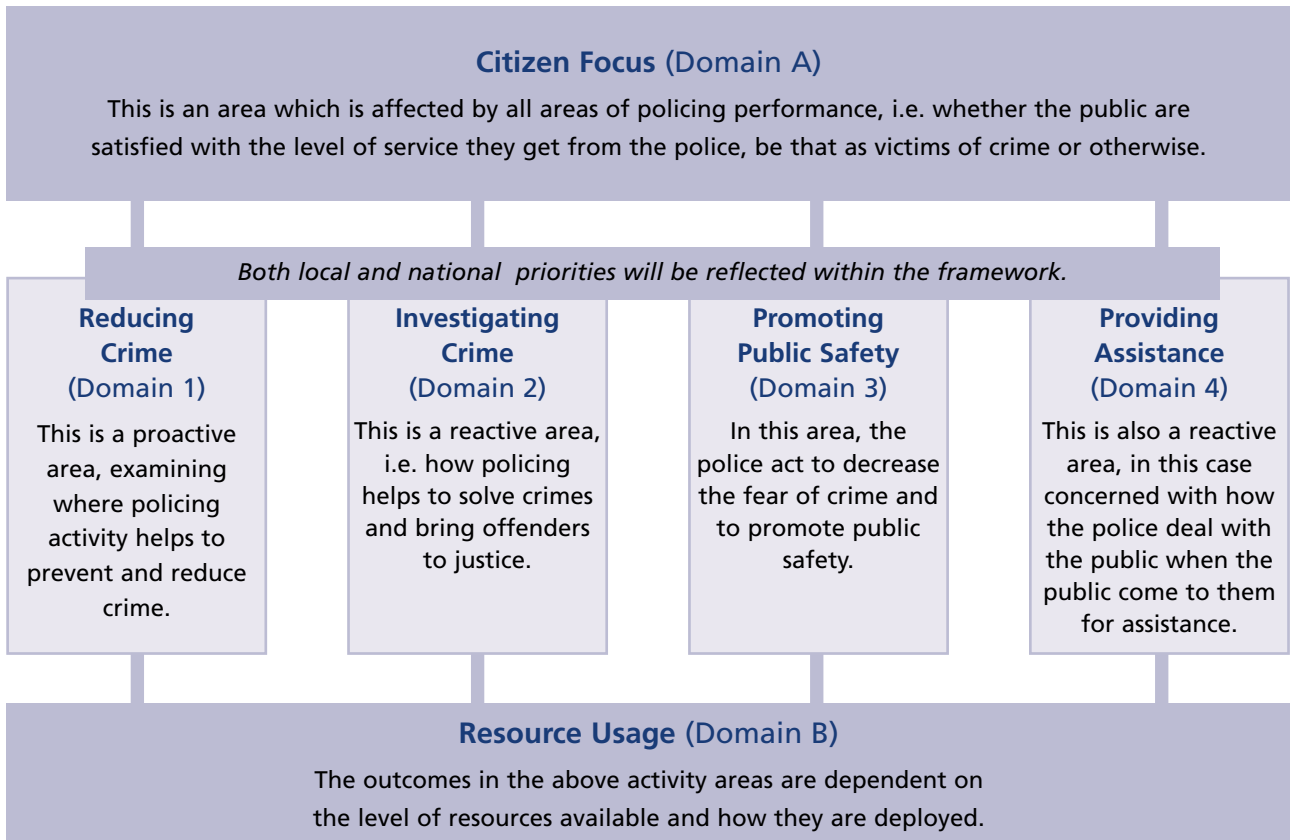 Citizen Focus (Domain A)
This is an area which is affected by all areas of policing performance, i.e. whether the public are
satisfied with the level of service they get from the police, be that as victims of crime or otherwise.
Both local and national priorities will be reflected within the framework.
Reducing
Crime
(Domain 1)
This is a proactive
area, examining
where policing
activity helps to
prevent and reduce
crime.
Investigating
Crime
(Domain 2)
This is a reactive area,
i.e. how policing
helps to solve crimes
and bring offenders
to justice.
Promoting
Public Safety
(Domain 3)
In this area, the
police act to decrease
the fear of crime and
to promote public
safety.
Providing
Assistance
(Domain 4)
This is also a reactive
area, in this case
concerned with how
the police deal with
the public when the
public come to them
for assistance.
Resource Usage (Domain B)
The outcomes in the above activity areas are dependent on
the level of resources available and how they are deployed.